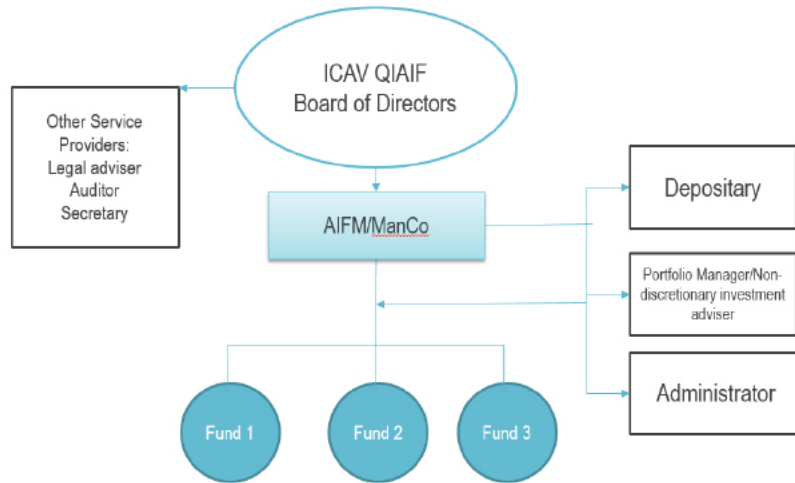 ICAV QIAIF
Board of Directors
Other Service
Providers:
Legal adviser
Auditor
Secretary
AIFM/ManCo
Depositary
Portfolio Manager/Non-
discretionary investment
adviser
Administrator
Fund 1
Fund 2
Fund 3